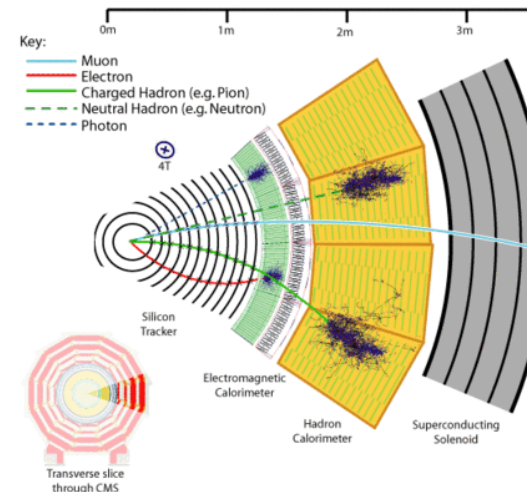 0m 1m 2m 3m
Key:
Muon
Electron
Charged Hadron (e.g. Pion)
Neutral Hadron (e.g. Neutron)
Photon
4T
Silicon
Tracker
Electromagnetic
Calorimeter
Hadron
Calorimeter
Superconducting
Solenoid
Transverse slice
through CMS